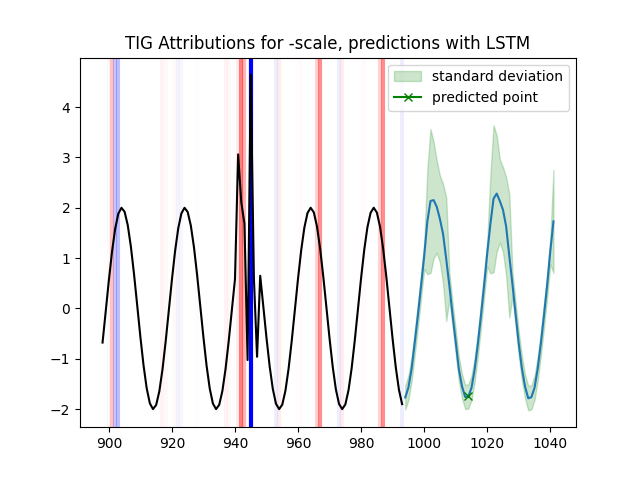 TIG Attributions for -scale, predictions with LSTM
standard deviation
predicted point
4
3
2
1
0
−1
−2
900 920 940 960 980 1000 1020 1040